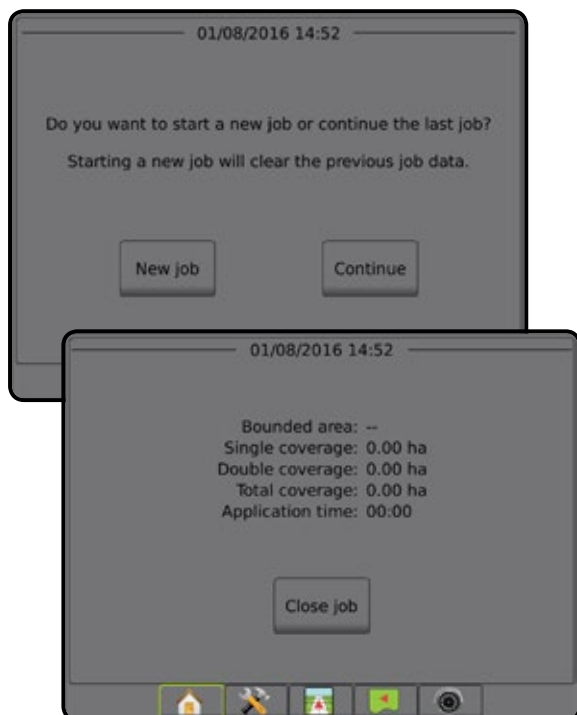 01/08/2016 14:52
Do you want to start a new job or continue the last job?
Starting a new job will clear the previous job data.
New job
Continue
01/08/2016 14:52
Bounded area: --
Single coverage: 0.00 ha
Double coverage: 0.00 ha
Total coverage: 0.00 ha
Application time: 00:00
Close job